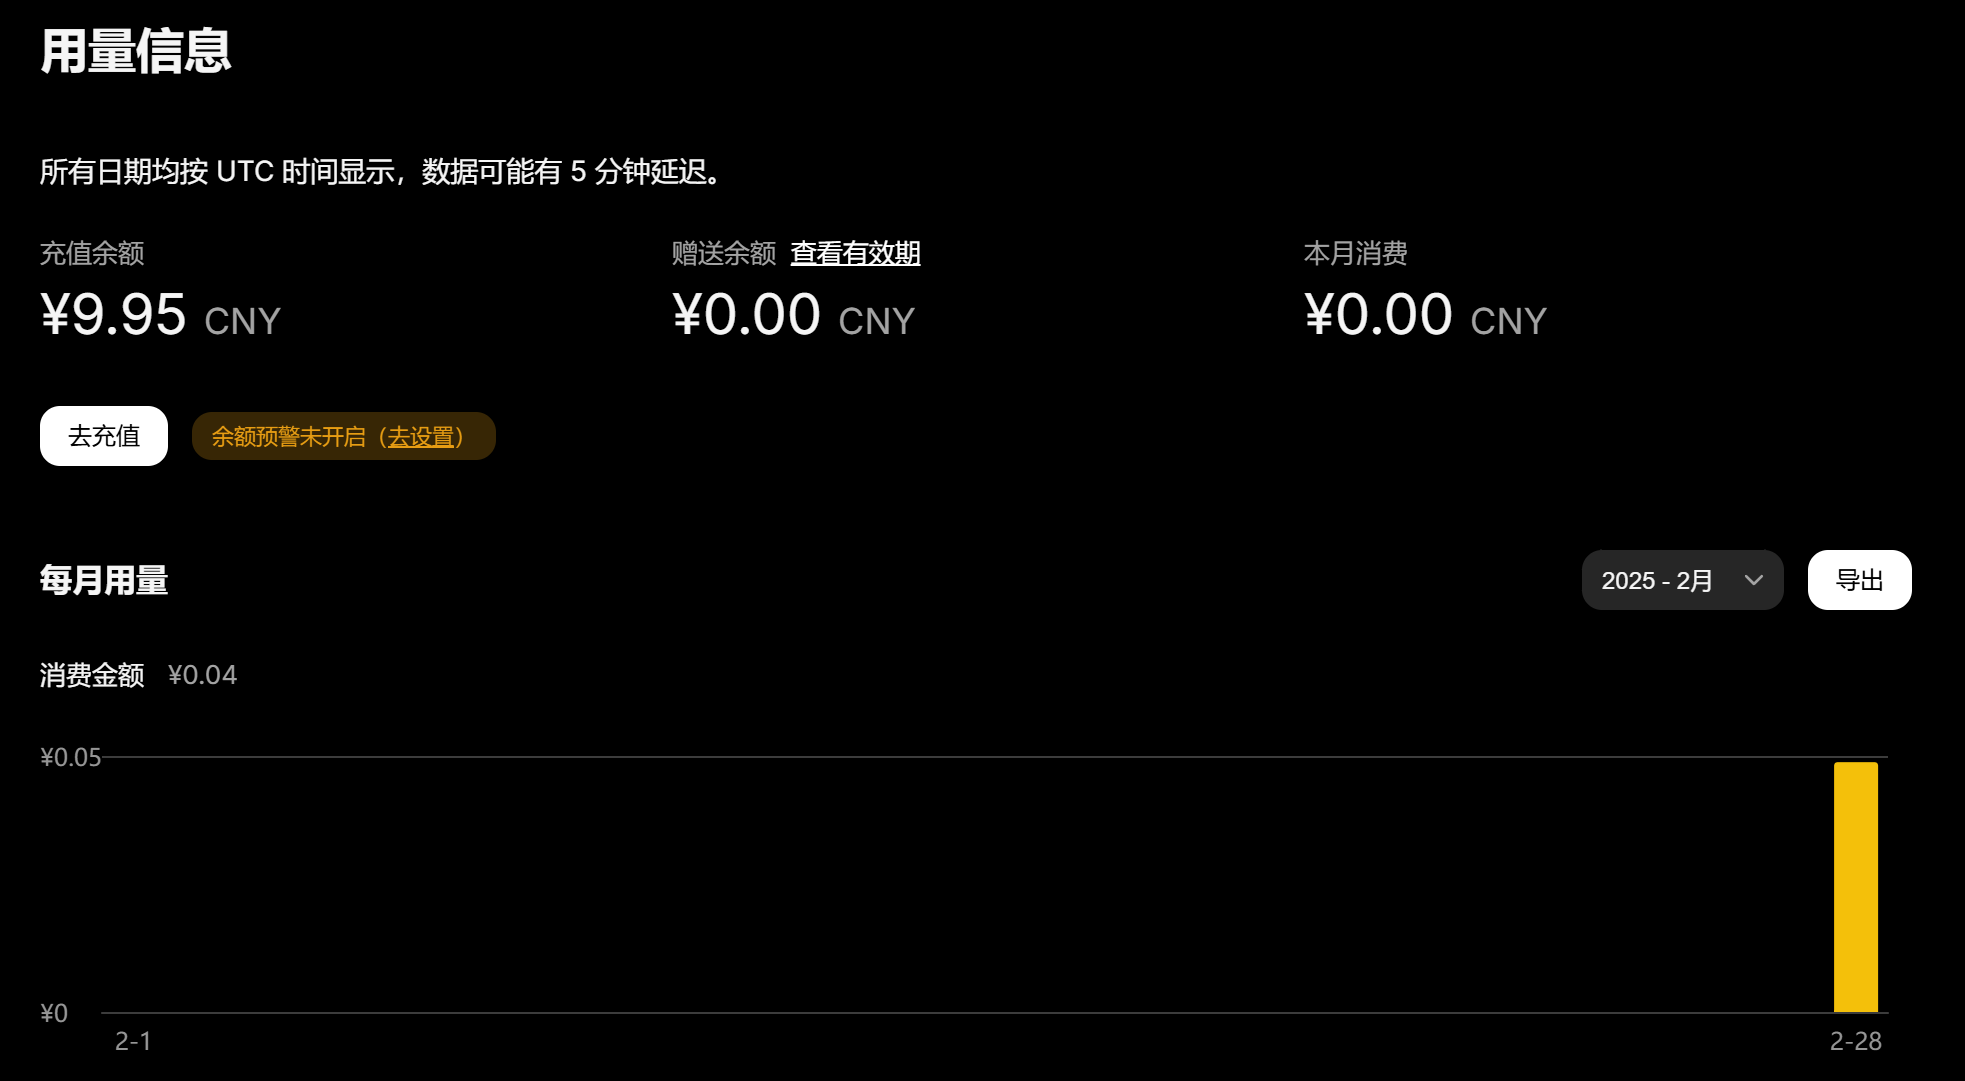 用量信息
所有日期均按 UTC 时间显示，数据可能有 5 分钟延迟。
充值余额
¥9.95 CNY
赠送余额 查看有效期
¥0.00 CNY
本月消费
¥0.00 CNY
去充值
余额预警未开启（去设置）
每月用量
2025 - 2月
导出
消费金额 ¥0.04
¥0.05
¥0
2-1
2-28